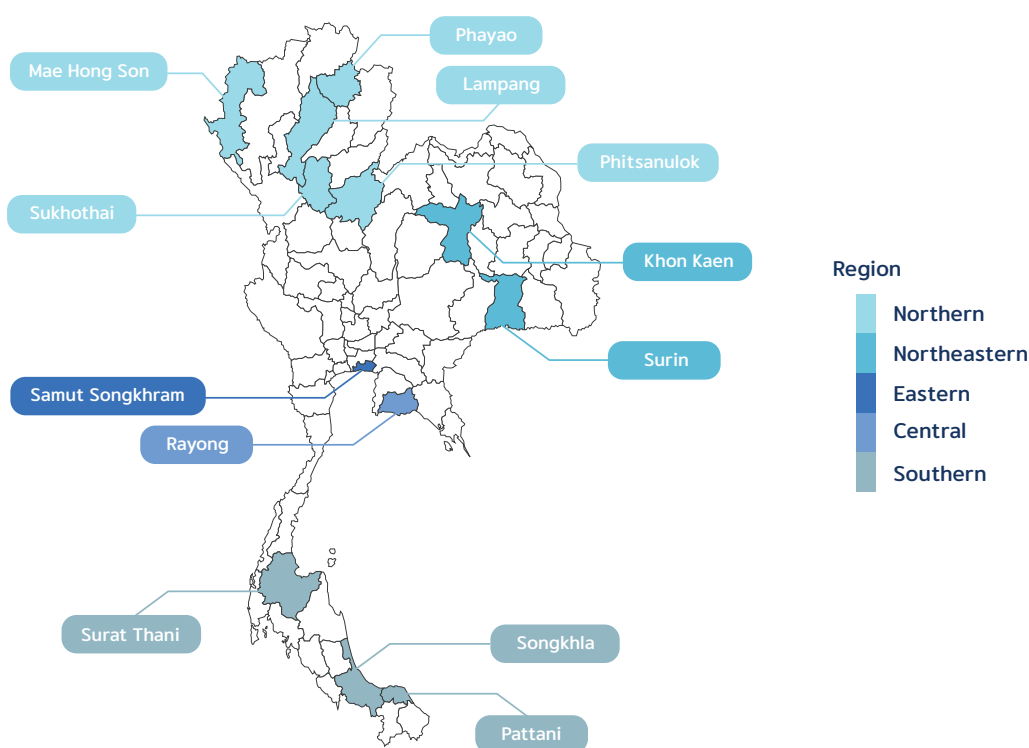 Phayao
Mae Hong Son
Lampang
Phitsanulok
Sukhothai
Khon Kaen
Surin
Samut Songkhram
Rayong
Surat Thani
Songkhla
Pattani
Region
Northern
Northeastern
Eastern
Central
Southern